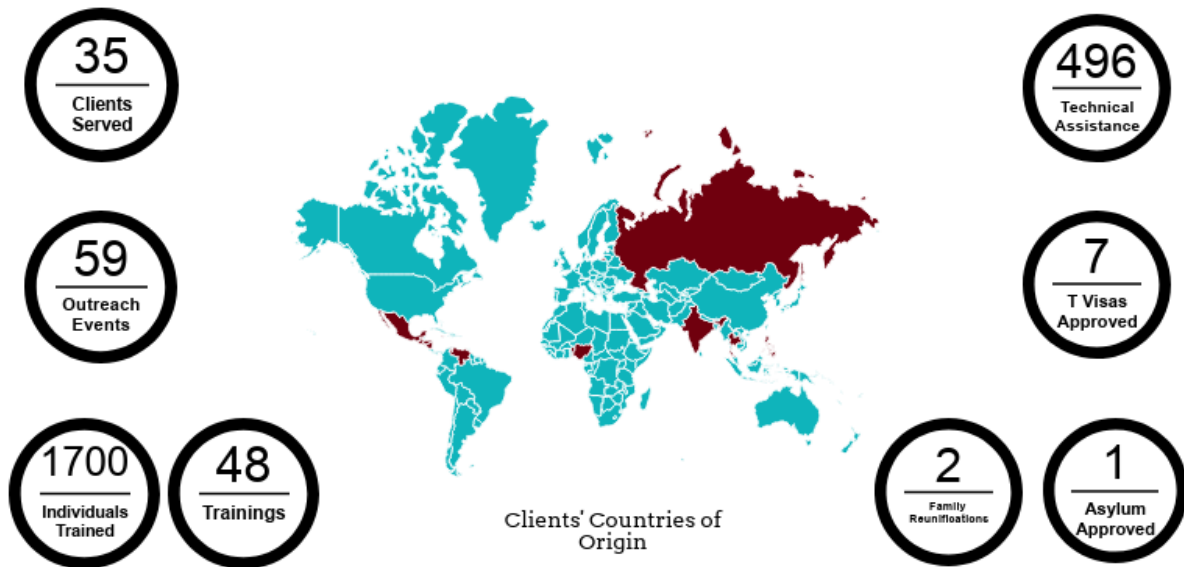 35
Clients
Served
496
Technical
Assistance
59
Outreach
Events
7
T Visas
Approved
1700
Individuals
Trained
48
Trainings
Clients' Countries of
Origin
2
Family
Reunifioations
1
Asylum
Approved